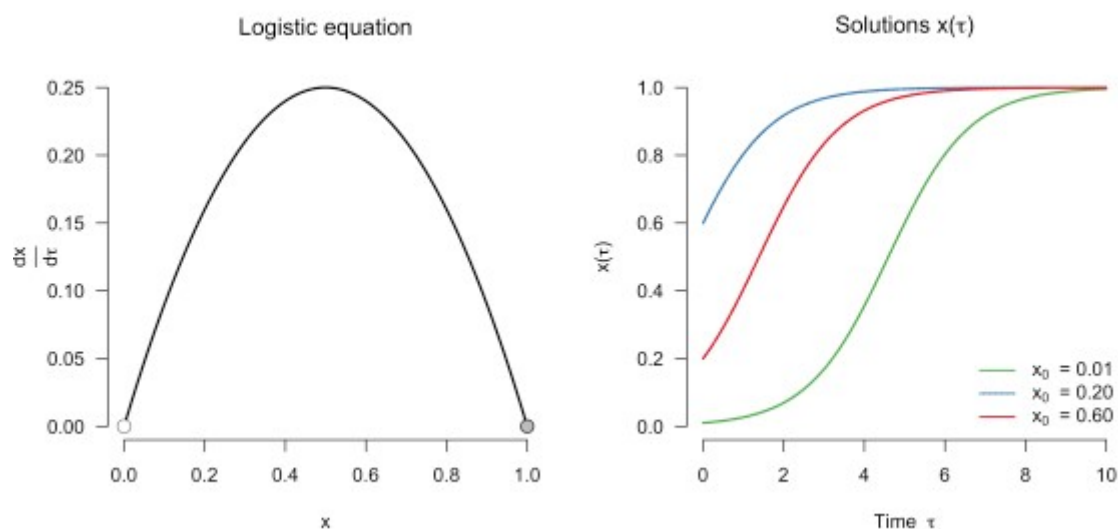 Logistic equation
0.25
0.20
0.15
0.10
0.05
0.00
dx
dτ
0.0 0.2 0.4 0.6 0.8 1.0
x
Solutions x(τ)
1.0
0.8
0.6
0.4
0.2
0.0
x(τ)
x₀ = 0.01
x₀ = 0.20
x₀ = 0.60
0 2 4 6 8 10
Time τ